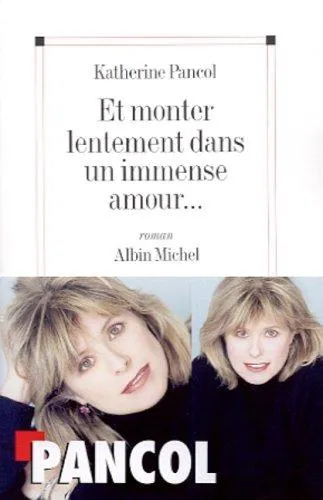 Katherine Pancol
Et monter
lentement dans
un immense
amour...
roman
Albin Michel
PANCOL